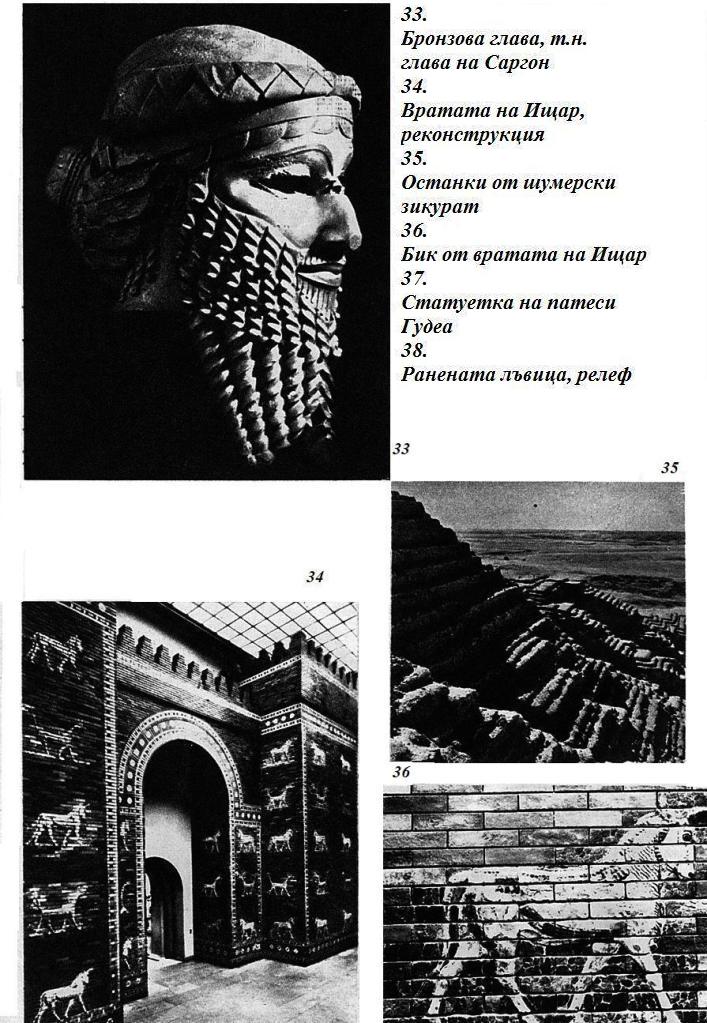 33.
Бронзова глава, т.н.
глава на Саргон
34.
Вратата на Ищар,
реконструкция
35.
Останки от шумерски
зикурат
36.
Бик от вратата на Ищар
37.
Статуетка на патеси
Гудеа
38.
Ранената лъвица, релеф
33
35
34
36